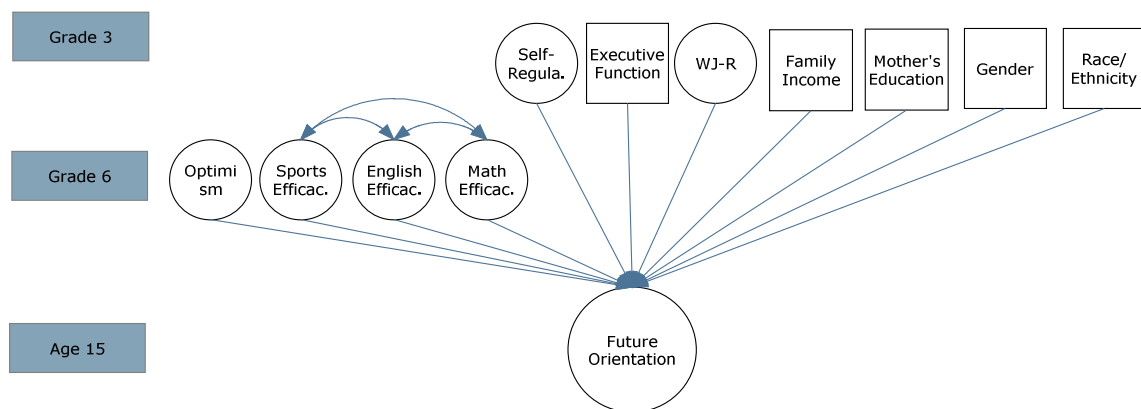 Grade 3
Self-
Regula.
Executive
Function
WJ-R
Family
Income
Mother's
Education
Gender
Race/
Ethnicity
Grade 6
Optimi
sm
Sports
Efficac.
English
Efficac.
Math
Efficac.
Age 15
Future
Orientation